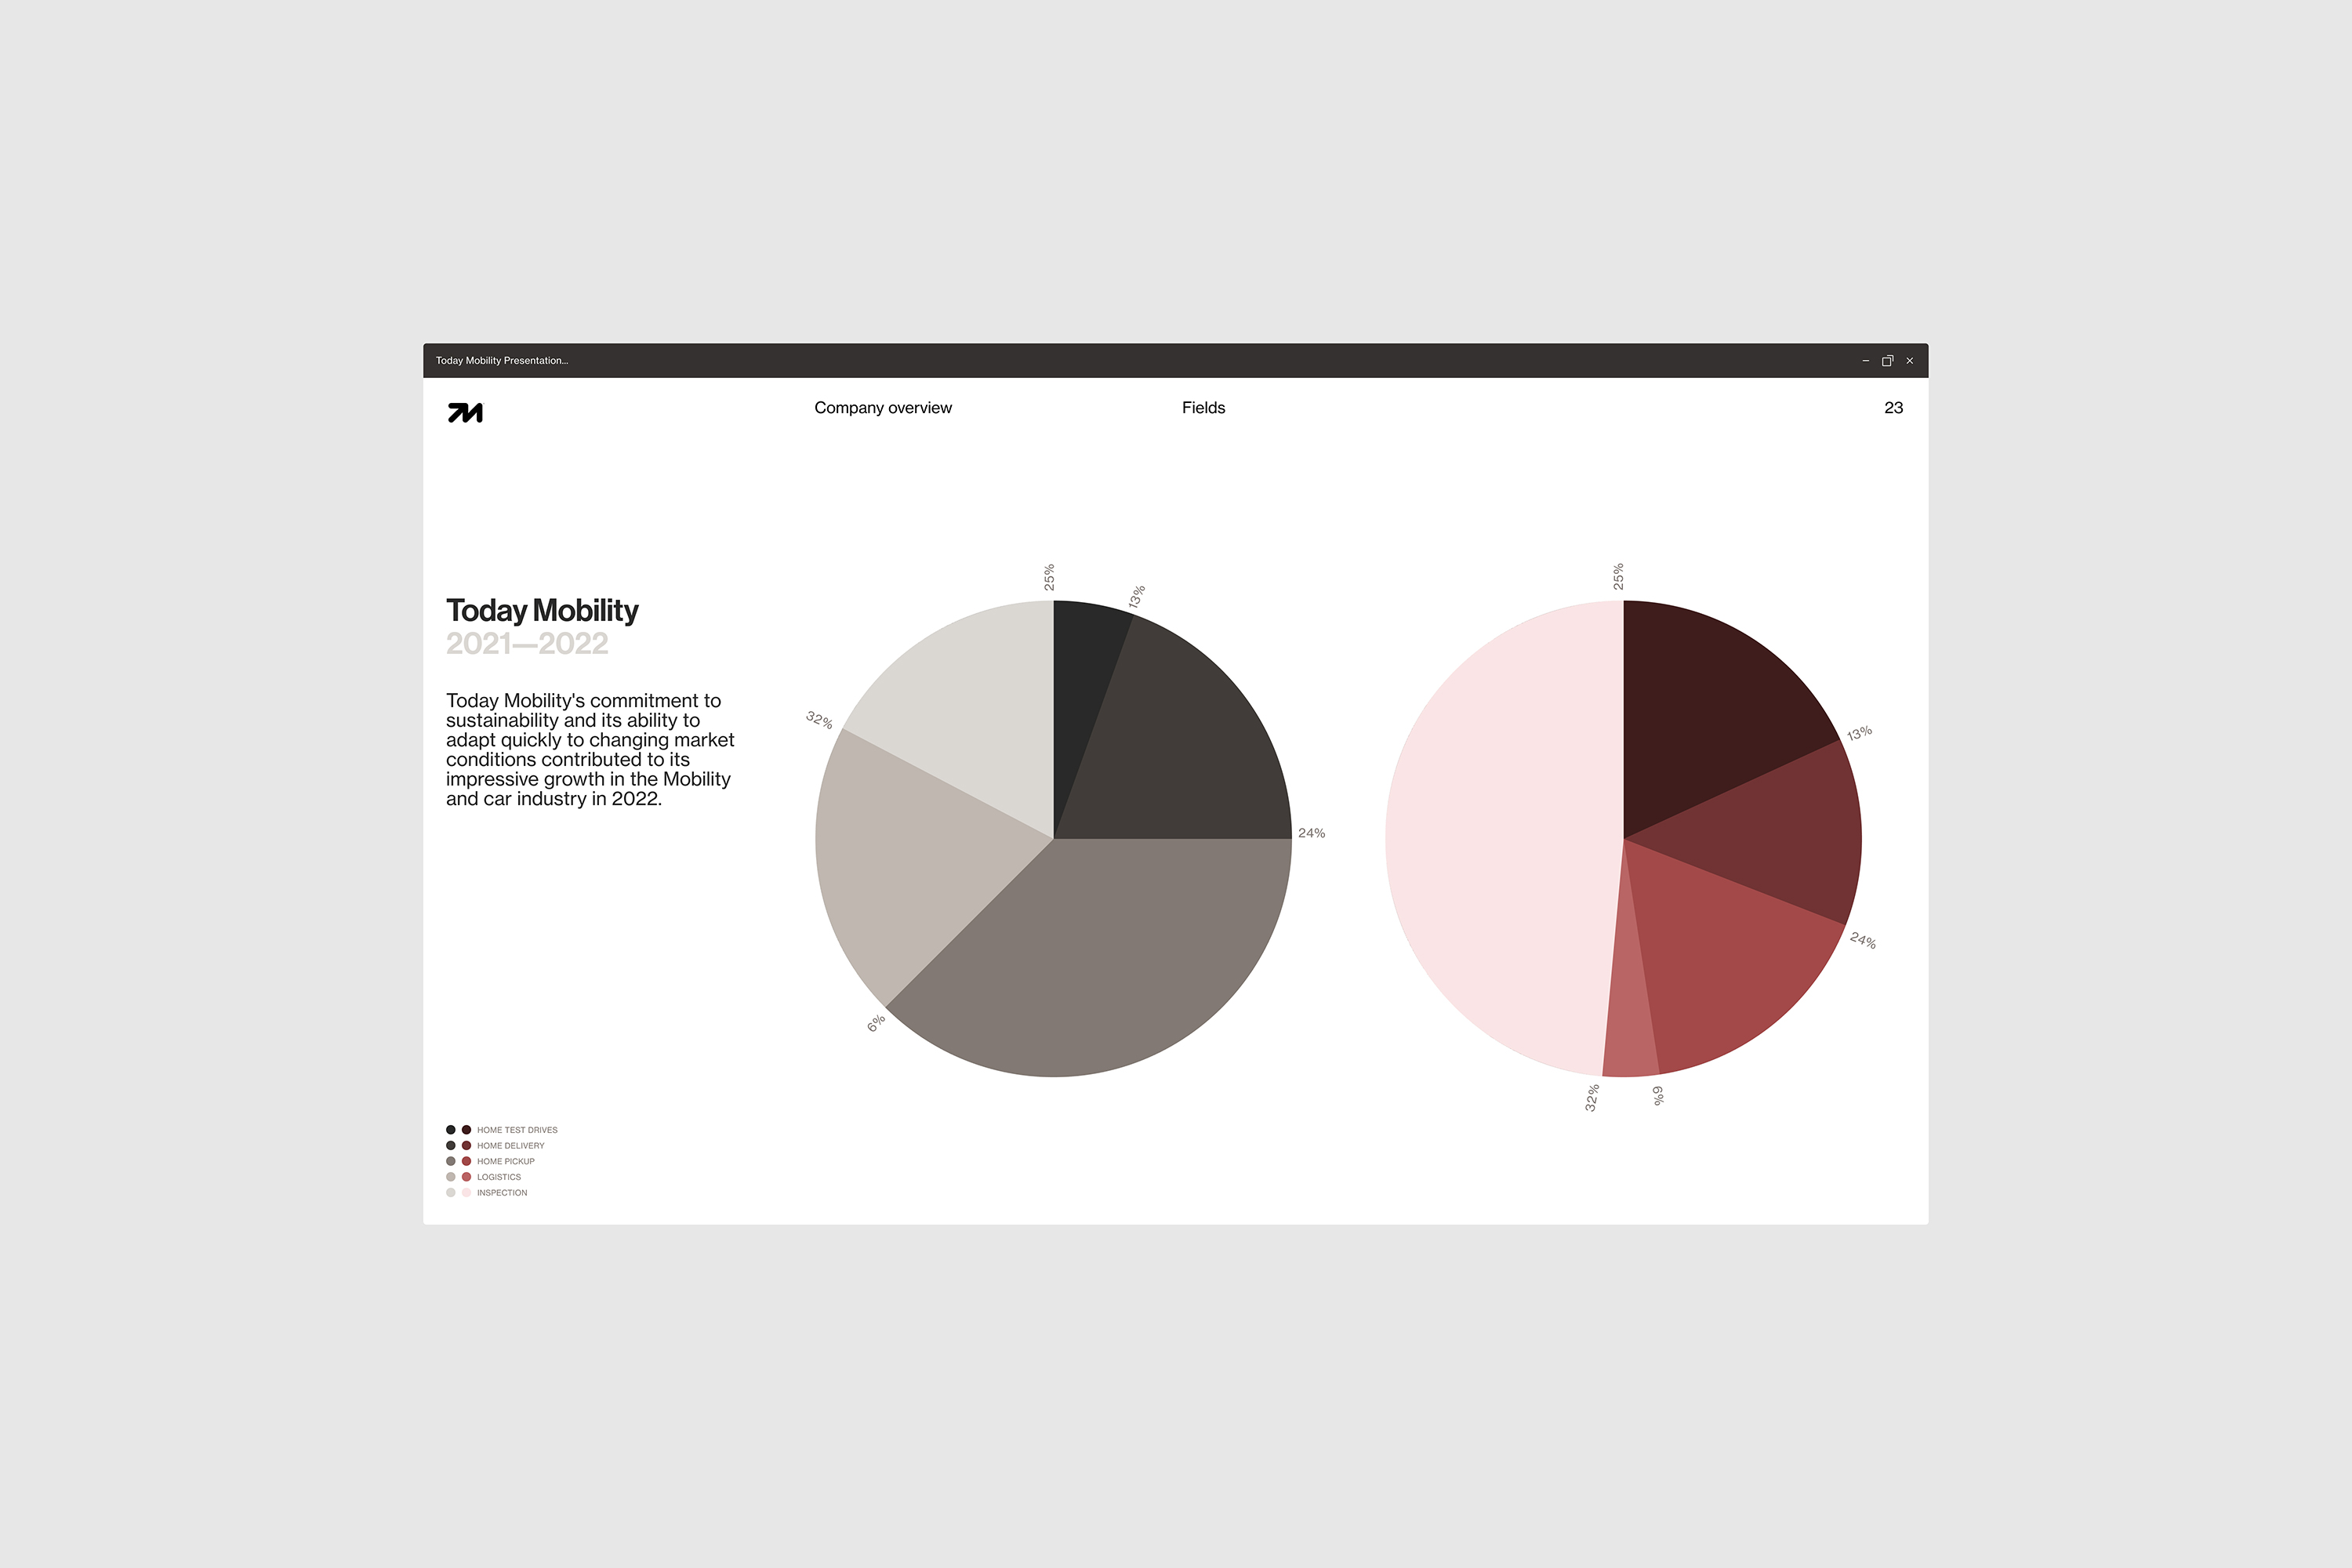 Today Mobility Presentation...
Company overview
Fields
23
Today Mobility
2021—2022
Today Mobility's commitment to
sustainability and its ability to
adapt quickly to changing market
conditions contributed to its
impressive growth in the Mobility
and car industry in 2022.
25%
13%
24%
6%
32%
25%
13%
24%
6%
32%
HOME TEST DRIVES
HOME DELIVERY
HOME PICKUP
LOGISTICS
INSPECTION